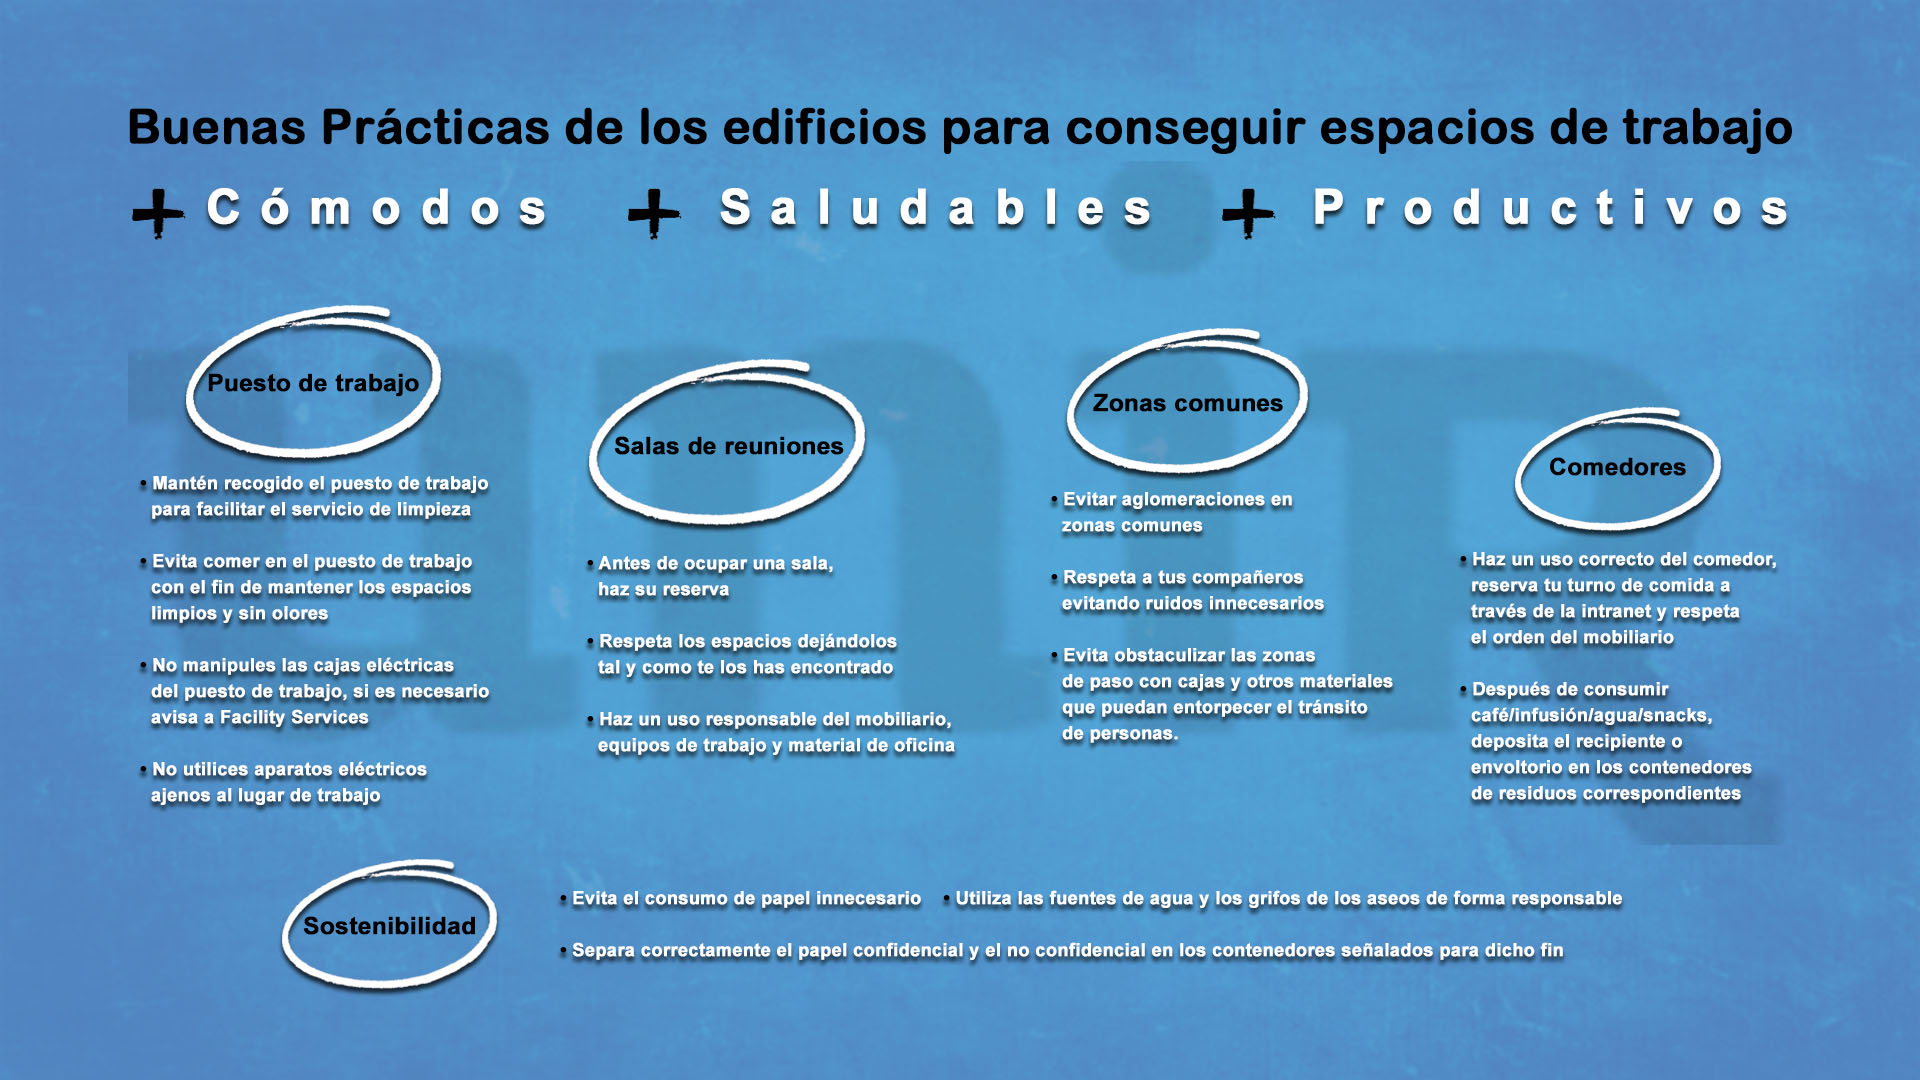 Buenas Prácticas de los edificios para conseguir espacios de trabajo
+ Cómodos + Saludables + Productivos
Puesto de trabajo
• Mantén recogido el puesto de trabajo
para facilitar el servicio de limpieza
• Evita comer en el puesto de trabajo
con el fin de mantener los espacios
limpios y sin olores
• No manipules las cajas eléctricas
del puesto de trabajo, si es necesario
avisa a Facility Services
• No utilices aparatos eléctricos
ajenos al lugar de trabajo
Salas de reuniones
• Antes de ocupar una sala,
haz su reserva
• Respeta los espacios dejándolos
tal y como te los has encontrado
• Haz un uso responsable del mobiliario,
equipos de trabajo y material de oficina
Zonas comunes
• Evitar aglomeraciones en
zonas comunes
• Respeta a tus compañeros
evitando ruidos innecesarios
• Evita obstaculizar las zonas
de paso con cajas y otros materiales
que puedan entorpecer el tránsito
de personas.
Comedores
• Haz un uso correcto del comedor,
reserva tu turno de comida a
través de la intranet y respeta
el orden del mobiliario
• Después de consumir
café/infusión/agua/snacks,
deposita el recipiente o
envoltorio en los contenedores
de residuos correspondientes
Sostenibilidad
• Evita el consumo de papel innecesario • Utiliza las fuentes de agua y los grifos de los aseos de forma responsable
• Separa correctamente el papel confidencial y el no confidencial en los contenedores señalados para dicho fin
unir